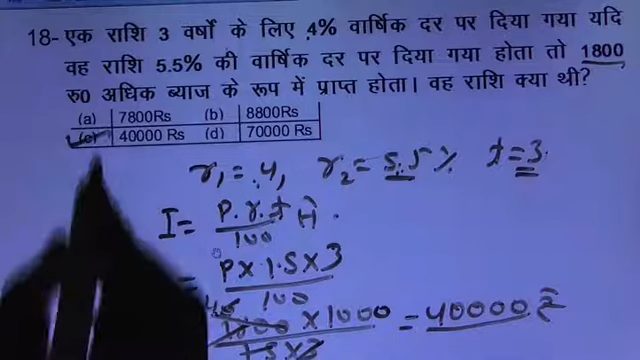 18- एक राशि 3 वर्षो के लिए 4% वार्षिक दर पर दिया गया यदि
वह राशि 5.5% की वार्षिक दर पर दिया गया होता तो 1800
रु0 अधिक ब्याज के रूप में प्राप्त होता। वह राशि क्या थी?
(a) 7800Rs (b) 8800Rs
(c) 40000 Rs (d) 70000 Rs
r₁ = .4, r₂ = 5.5% t = 3
I = P.r.t / 100 से
= P × 1.5 × 3 / 100
× 1000 = 40000 रु